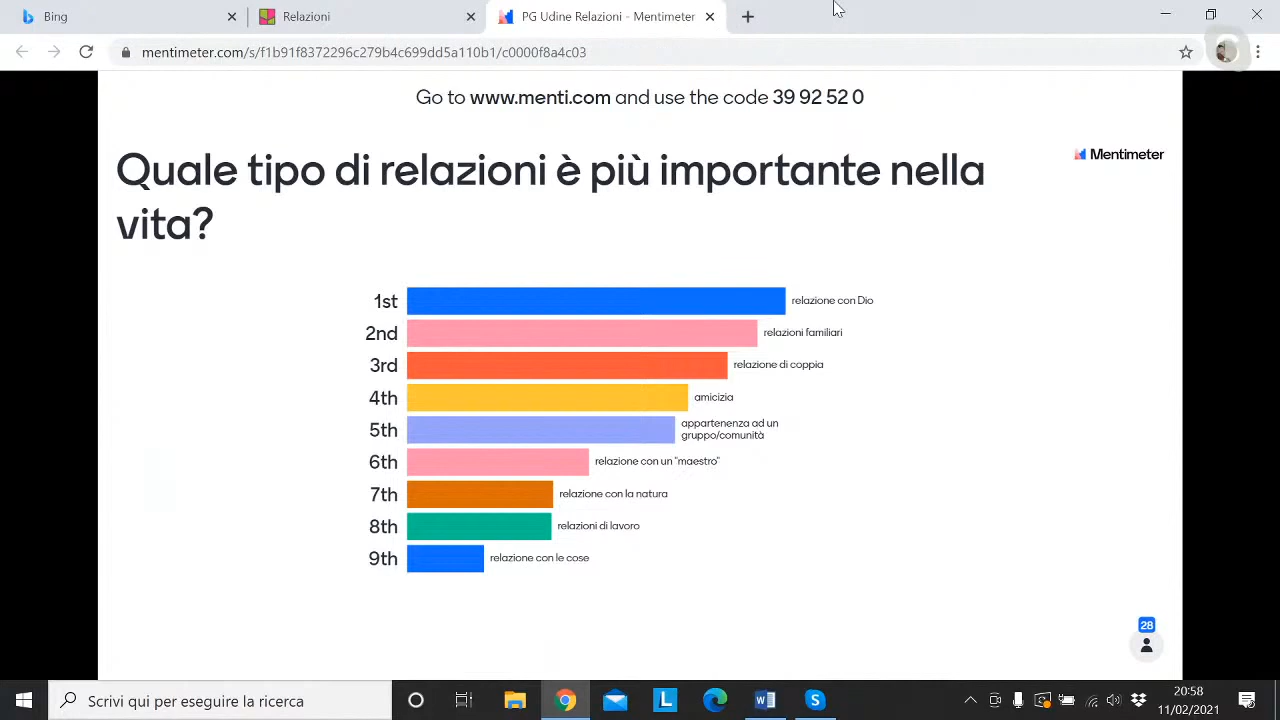 Bing
Relazioni
PG Udine Relazioni - Mentimeter
mentimeter.com/s/f1b91f8372296c279b4c699dd5a110b1/c0000f8a4c03
Go to www.menti.com and use the code 39 92 52 0
Quale tipo di relazioni è più importante nella
vita?
Mentimeter
1st relazione con Dio
2nd relazioni familiari
3rd relazione di coppia
4th amicizia
5th appartenenza ad un
gruppo/comunità
6th relazione con un "maestro"
7th relazione con la natura
8th relazioni di lavoro
9th relazione con le cose
28
Scrivi qui per eseguire la ricerca
L
W
S
20:58
11/02/2021